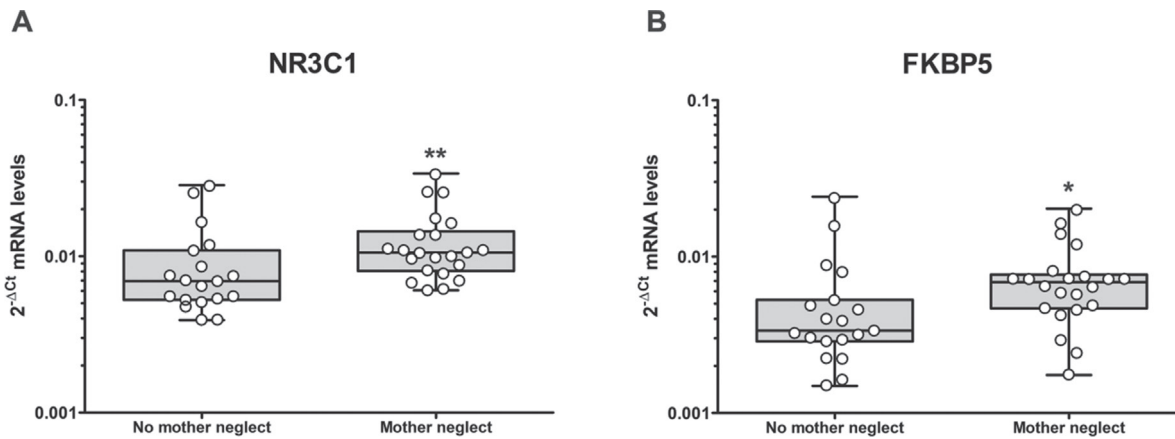 A
NR3C1
2-ΔCt mRNA levels
0.1
**
0.01
0.001
No mother neglect
Mother neglect
B
FKBP5
2-ΔCt mRNA levels
0.1
*
0.01
0.001
No mother neglect
Mother neglect